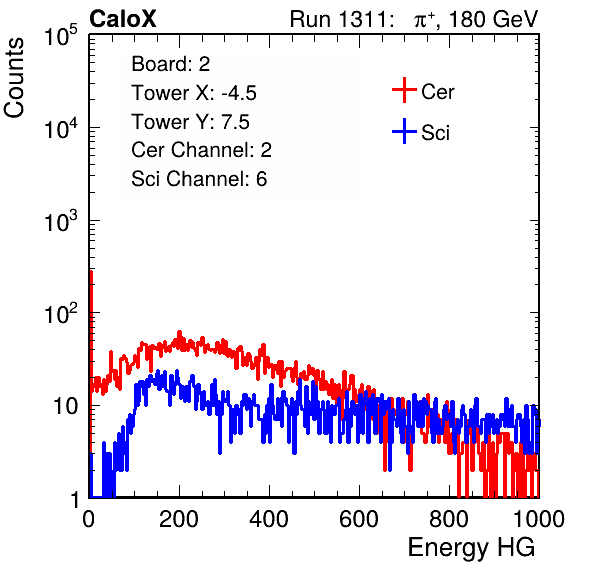 CaloX Run 1311: π⁺, 180 GeV
Counts
10⁵
10⁴
10³
10²
10
1
Board: 2
Tower X: -4.5
Tower Y: 7.5
Cer Channel: 2
Sci Channel: 6
Cer
Sci
0 200 400 600 800 1000
Energy HG